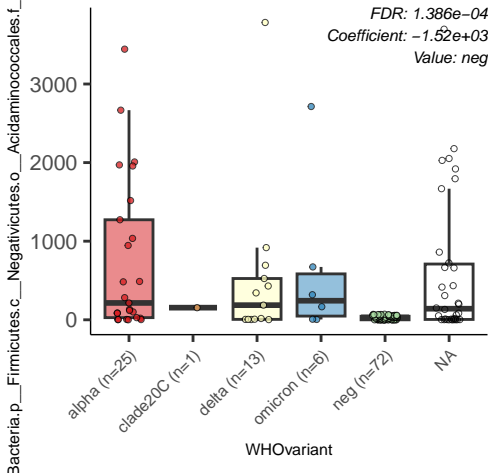 FDR: 1.386e−04
Coefficient: −1.52e+03
Value: neg
Bacteria.p__Firmicutes.c__Negativicutes.o__Acidaminococcales.f_
3000
2000
1000
0
alpha (n=25)
clade20C (n=1)
delta (n=13)
omicron (n=6)
neg (n=72)
NA
WHOvariant